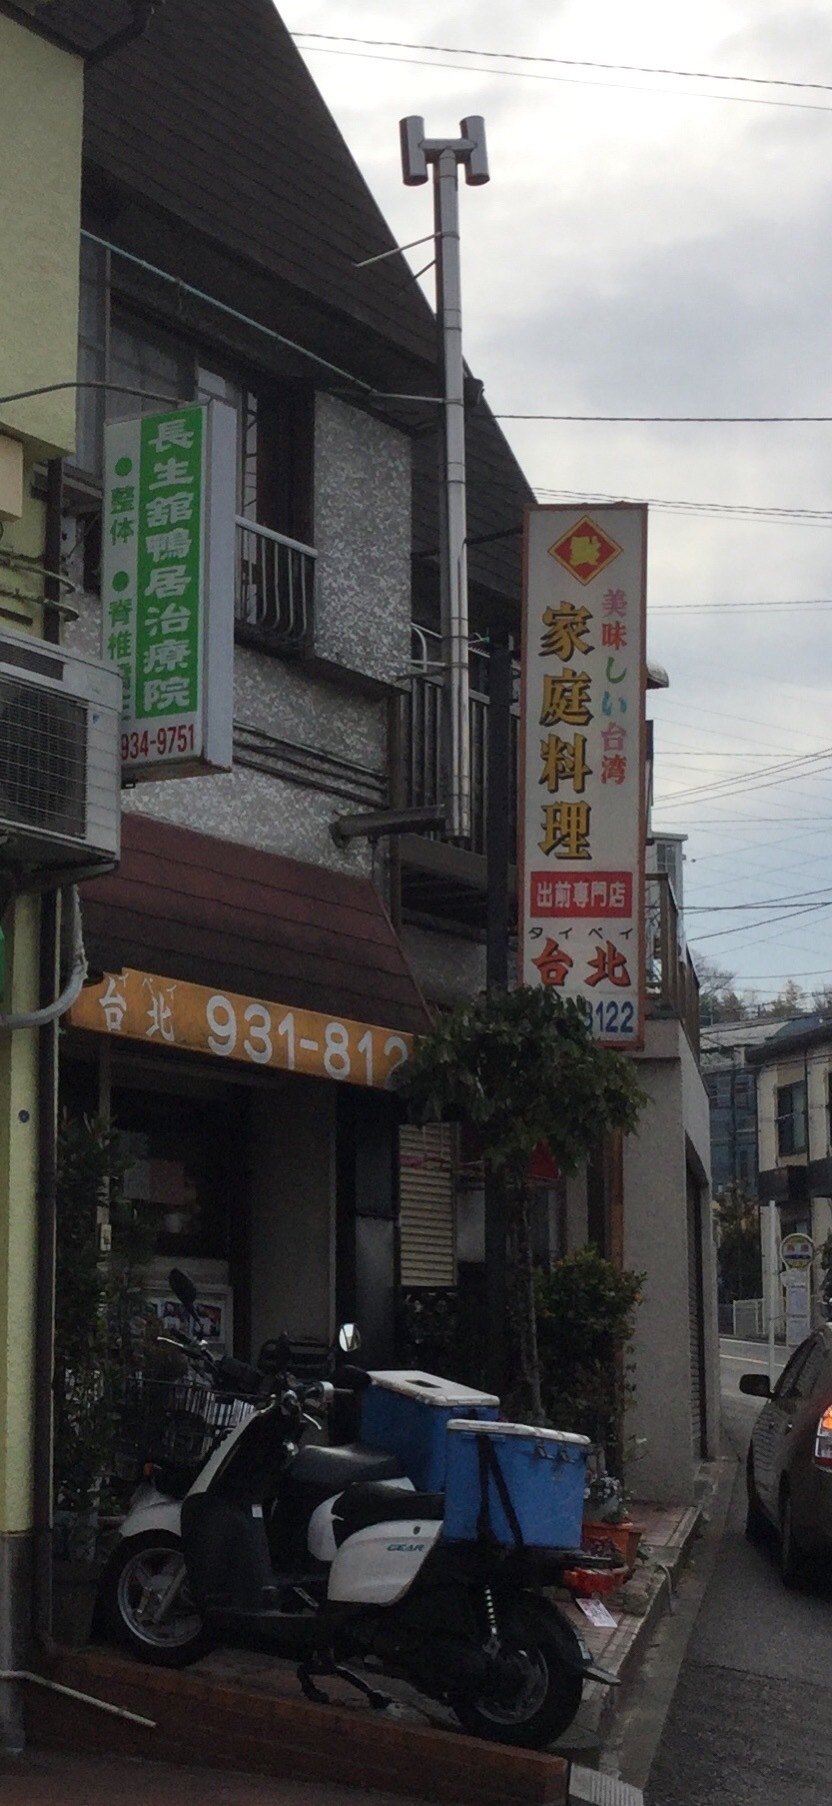 長生舘鴨居治療院
●整体 ●脊椎
934-9751
美味しい台湾
家庭料理
出前専門店
タイペイ
台北
8122
台北 931-812
GEAR